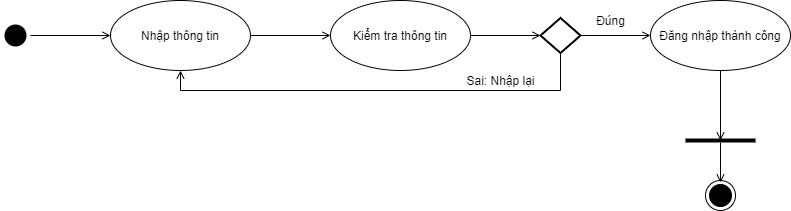 Nhập thông tin
Kiểm tra thông tin
Đúng
Đăng nhập thành công
Sai: Nhập lại